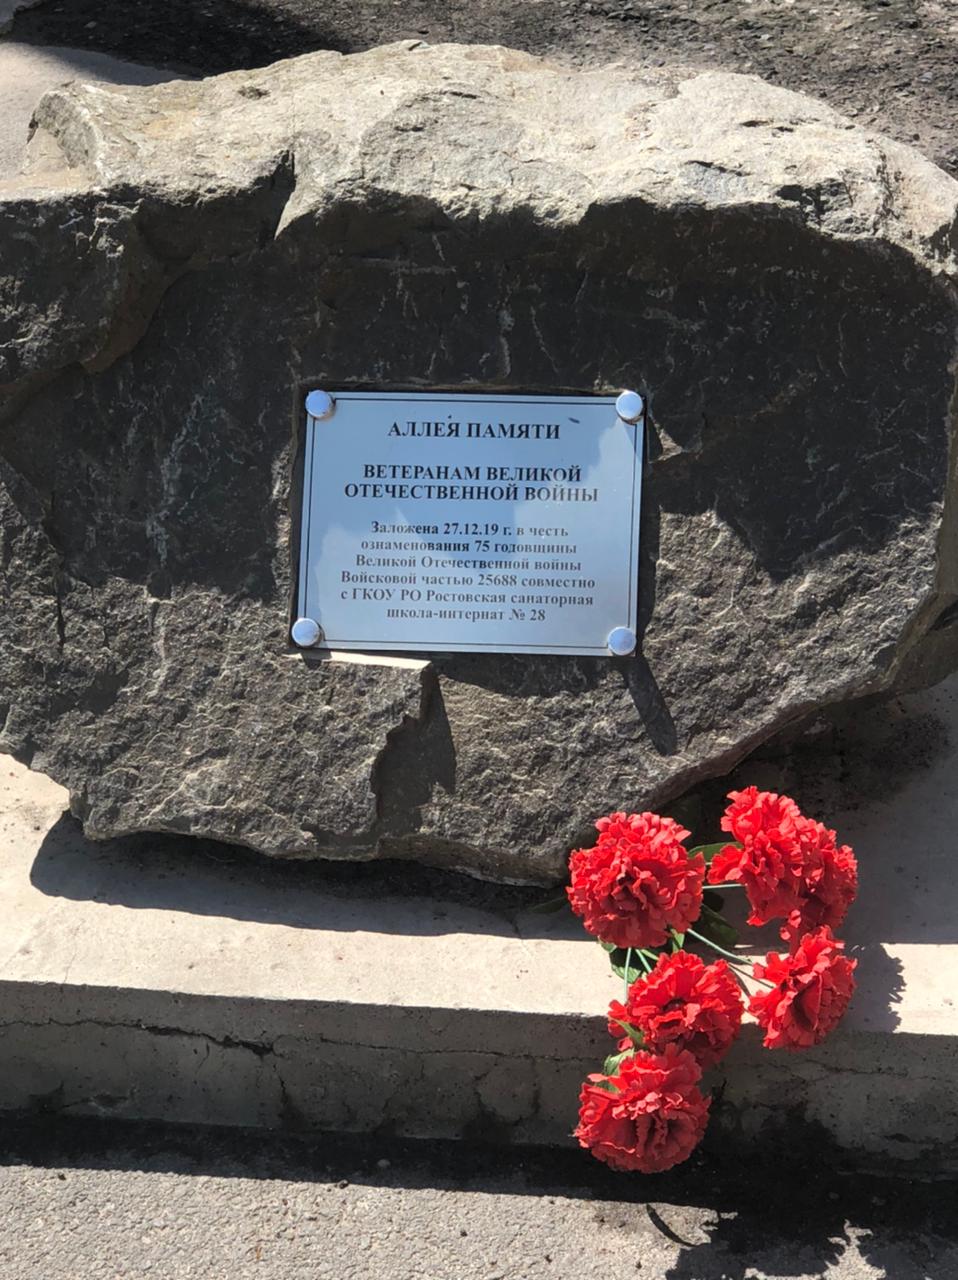 АЛЛЕЯ ПАМЯТИ
ВЕТЕРАНАМ ВЕЛИКОЙ
ОТЕЧЕСТВЕННОЙ ВОЙНЫ
Заложена 27.12.19 г. в честь
ознаменования 75 годовщины
Великой Отечественной войны
Войсковой частью 25688 совместно
с ГКОУ РО Ростовская санаторная
школа-интернат № 28